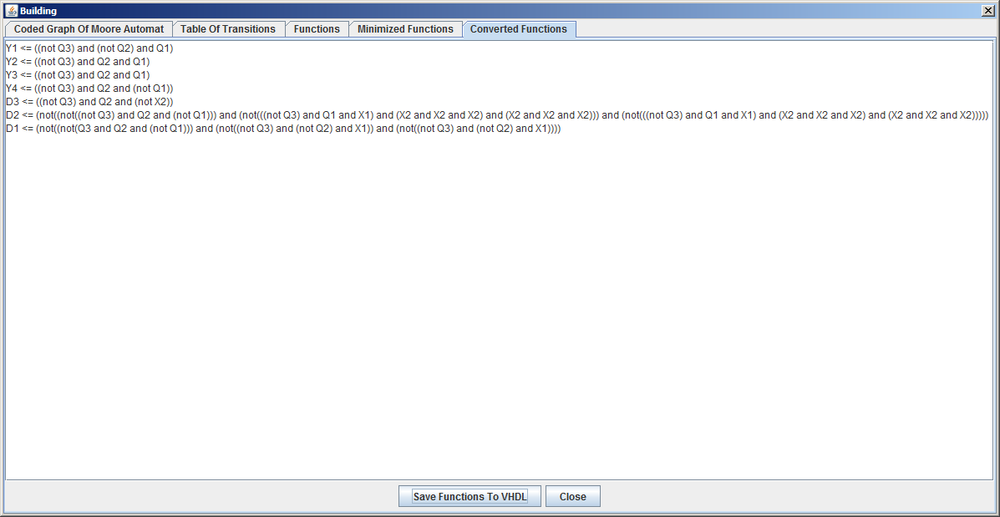 Building
Coded Graph Of Moore Automat Table Of Transitions Functions Minimized Functions Converted Functions
Y1 <= ((not Q3) and (not Q2) and Q1)
Y2 <= ((not Q3) and Q2 and Q1)
Y3 <= ((not Q3) and Q2 and Q1)
Y4 <= ((not Q3) and Q2 and (not Q1))
D3 <= ((not Q3) and Q2 and (not X2))
D2 <= (not((not((not Q3) and Q2 and (not Q1))) and (not(((not Q3) and Q1 and X1) and (X2 and X2 and X2) and (X2 and X2 and X2))) and (not(((not Q3) and Q1 and X1) and (X2 and X2 and X2) and (X2 and X2 and X2)))))
D1 <= (not((not(Q3 and Q2 and (not Q1))) and (not((not Q3) and (not Q2) and X1)) and (not((not Q3) and (not Q2) and X1))))
Save Functions To VHDL Close